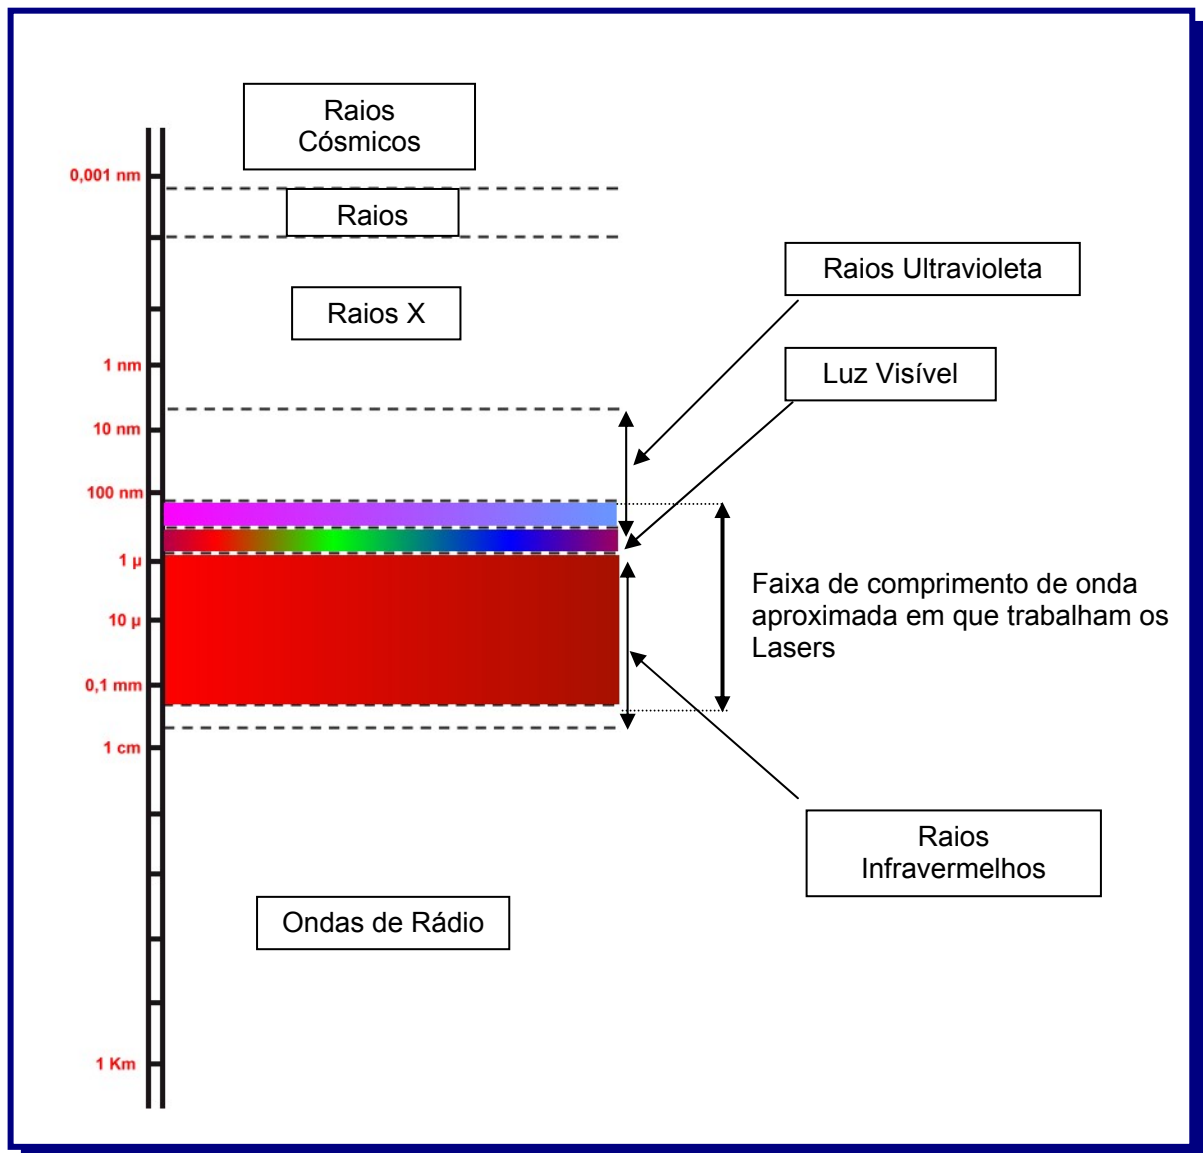 Raios
Cósmicos
0,001 nm
Raios
Raios Ultravioleta
Raios X
1 nm
Luz Visível
10 nm
100 nm
1 µ
Faixa de comprimento de onda
aproximada em que trabalham os
Lasers
10 µ
0,1 mm
1 cm
Raios
Infravermelhos
Ondas de Rádio
1 Km